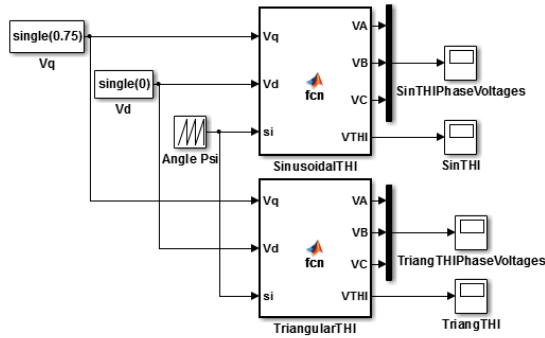 single(0.75)
Vq
single(0)
Vd
Angle Psi
Vq
Vd
si
fcn
VA
VB
VC
VTHI
SinusoidalTHI
SinTHIPhaseVoltages
SinTHI
Vq
Vd
si
fcn
VA
VB
VC
VTHI
TriangularTHI
TriangTHIPhaseVoltages
TriangTHI